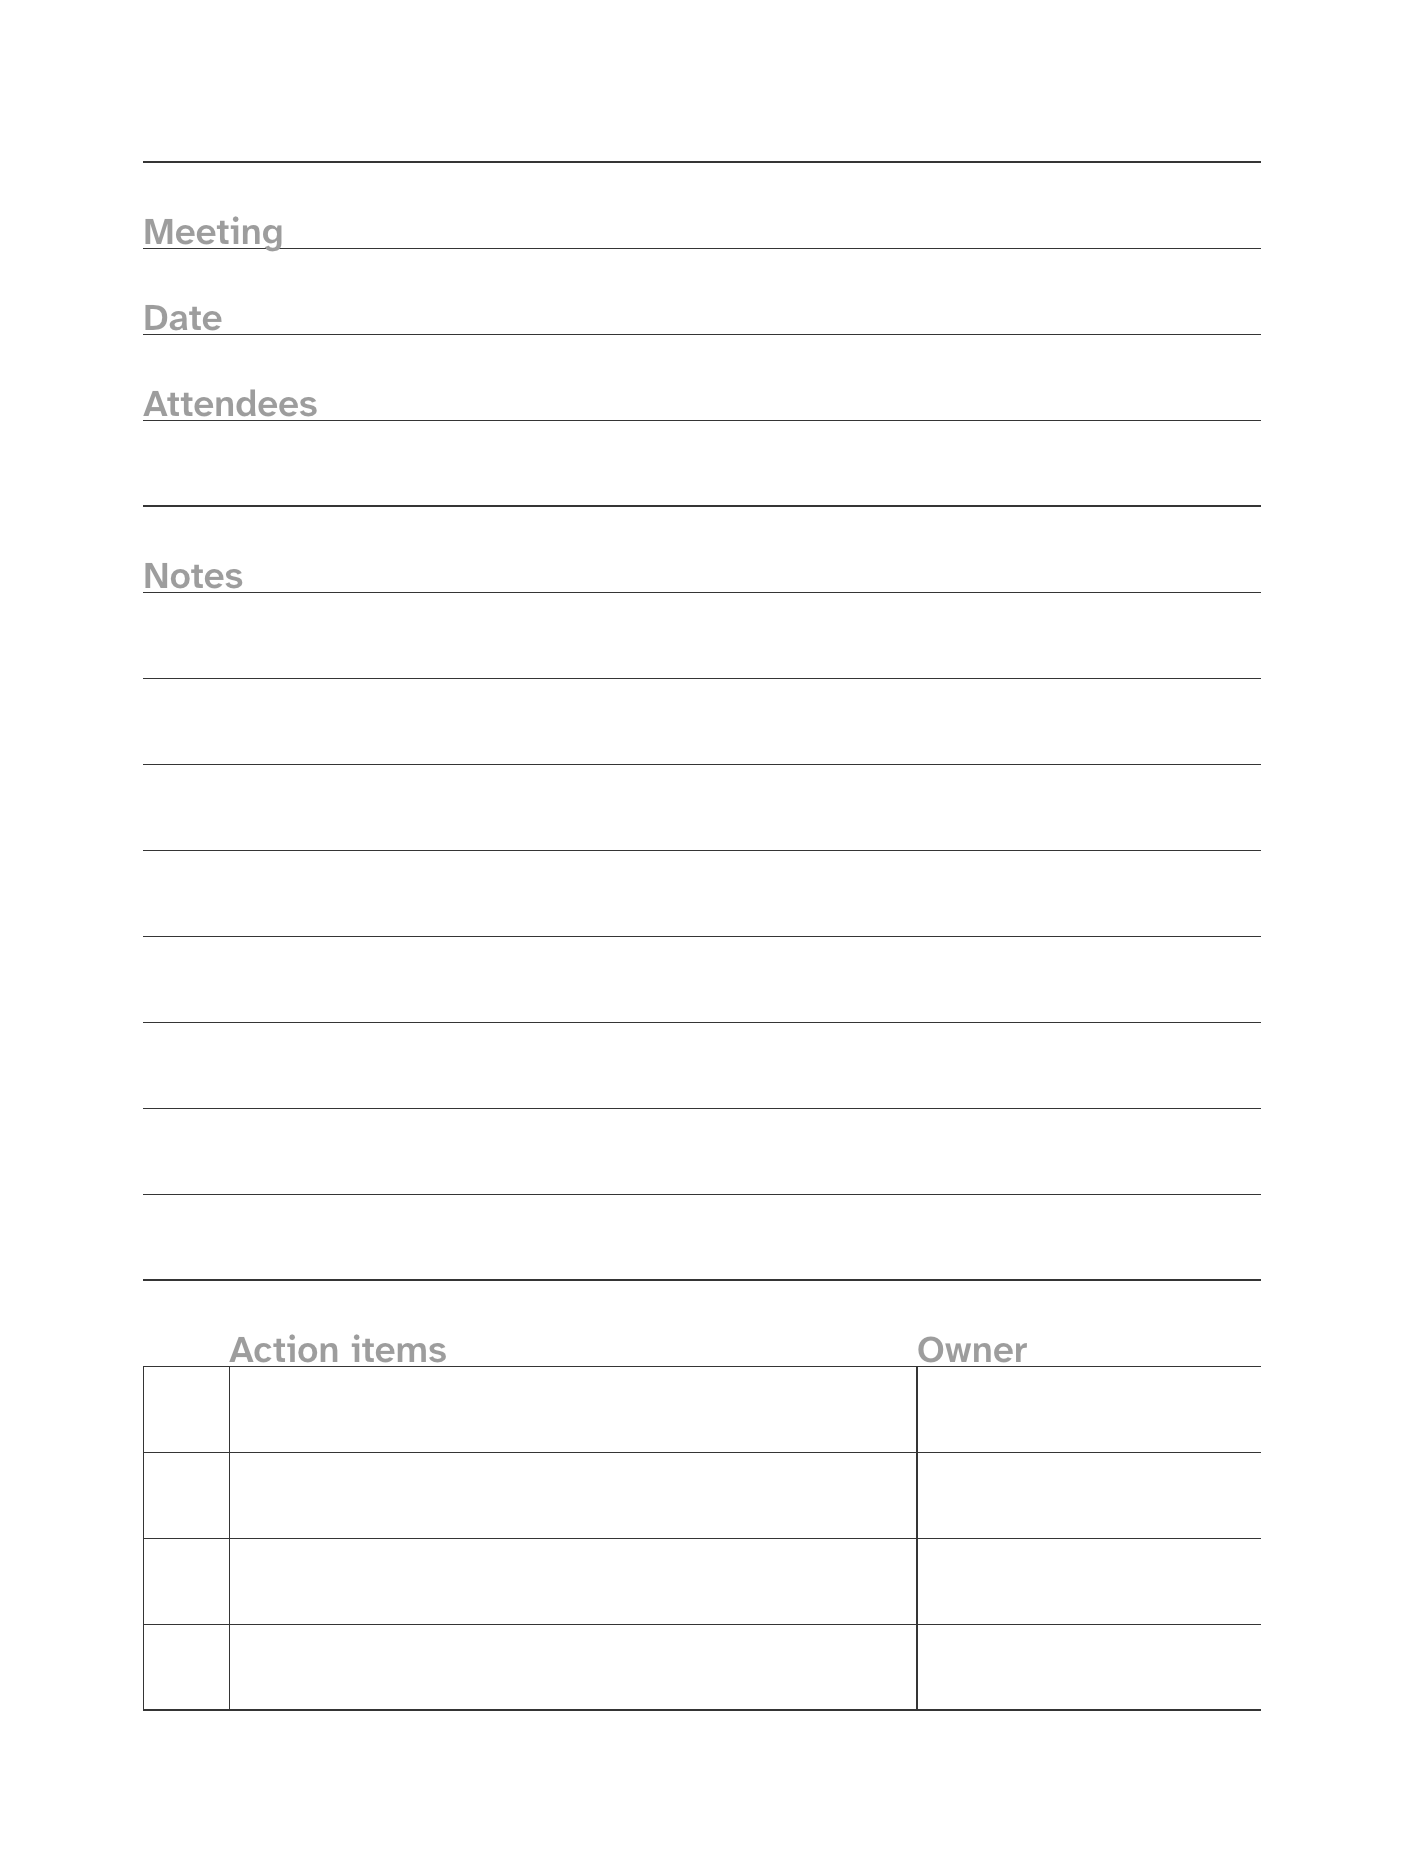 Meeting
Date
Attendees
Notes
Action items Owner